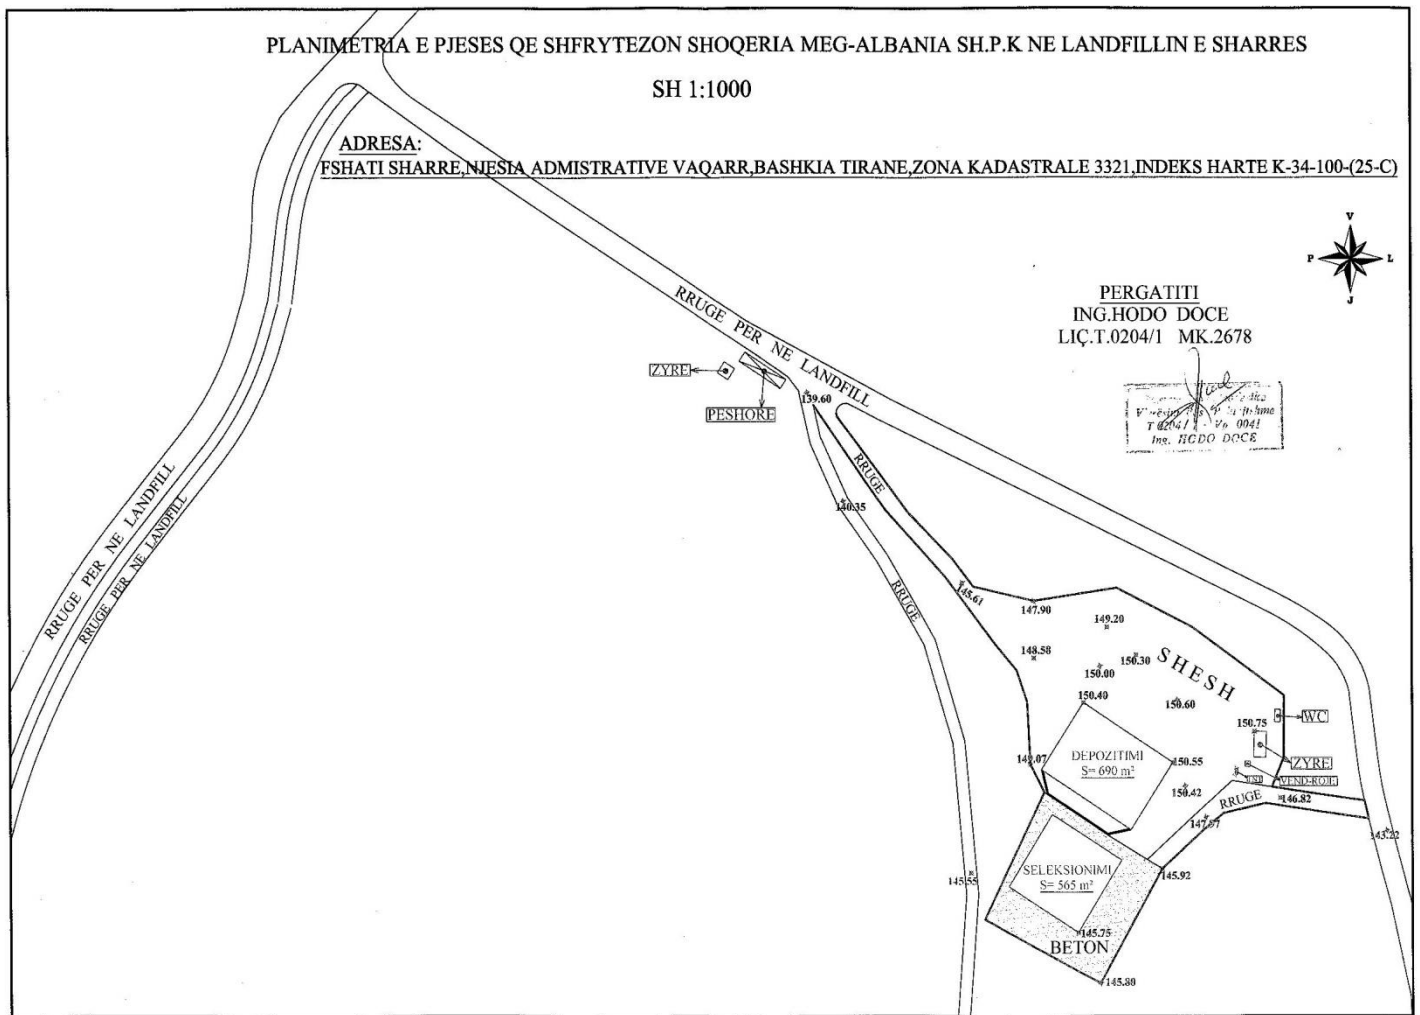 PLANIMETRIA E PJESES QE SHFRYTEZON SHOQERIA MEG-ALBANIA SH.P.K NE LANDFILLIN E SHARRES
SH 1:1000
ADRESA:
FSHATI SHARRE,NJESIA ADMISTRATIVE VAQARR,BASHKIA TIRANE,ZONA KADASTRALE 3321,INDEKS HARTE K-34-100-(25-C)
V
P
L
J
PERGATITI
ING.HODO DOCE
LIÇ.T.0204/1 MK.2678
Ing. HODO DOCE
RRUGE PER NE LANDFILL
ZYRE
PESHORE
139.60
RRUGE
140.35
RRUGE PER NE LANDFILL
RRUGE PER NE LANDFILL
RRUGE
145.61
147.90
149.20
148.58
150.30
150.00
SHESH
150.40
150.60
150.75
WC
149.07
DEPOZITIMI
S= 690 m²
150.55
ZYRE
VEND-ROJE
150.42
RRUGE
146.82
147.97
143.22
SELEKSIONIMI
S= 565 m²
145.92
145.55
145.75
BETON
145.80